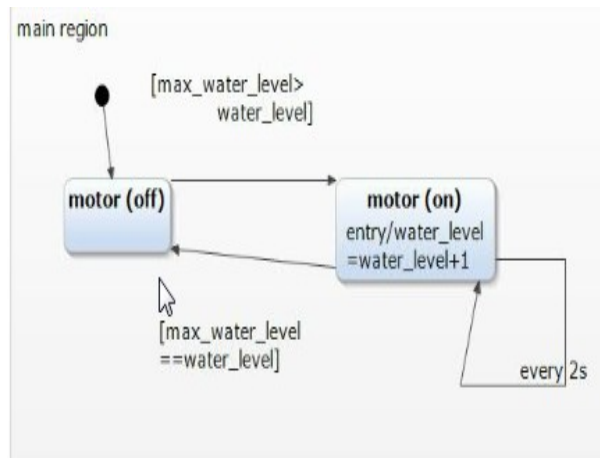 main region
[max_water_level>
water_level]
motor (off)
motor (on)
entry/water_level
=water_level+1
[max_water_level
==water_level]
every 2s